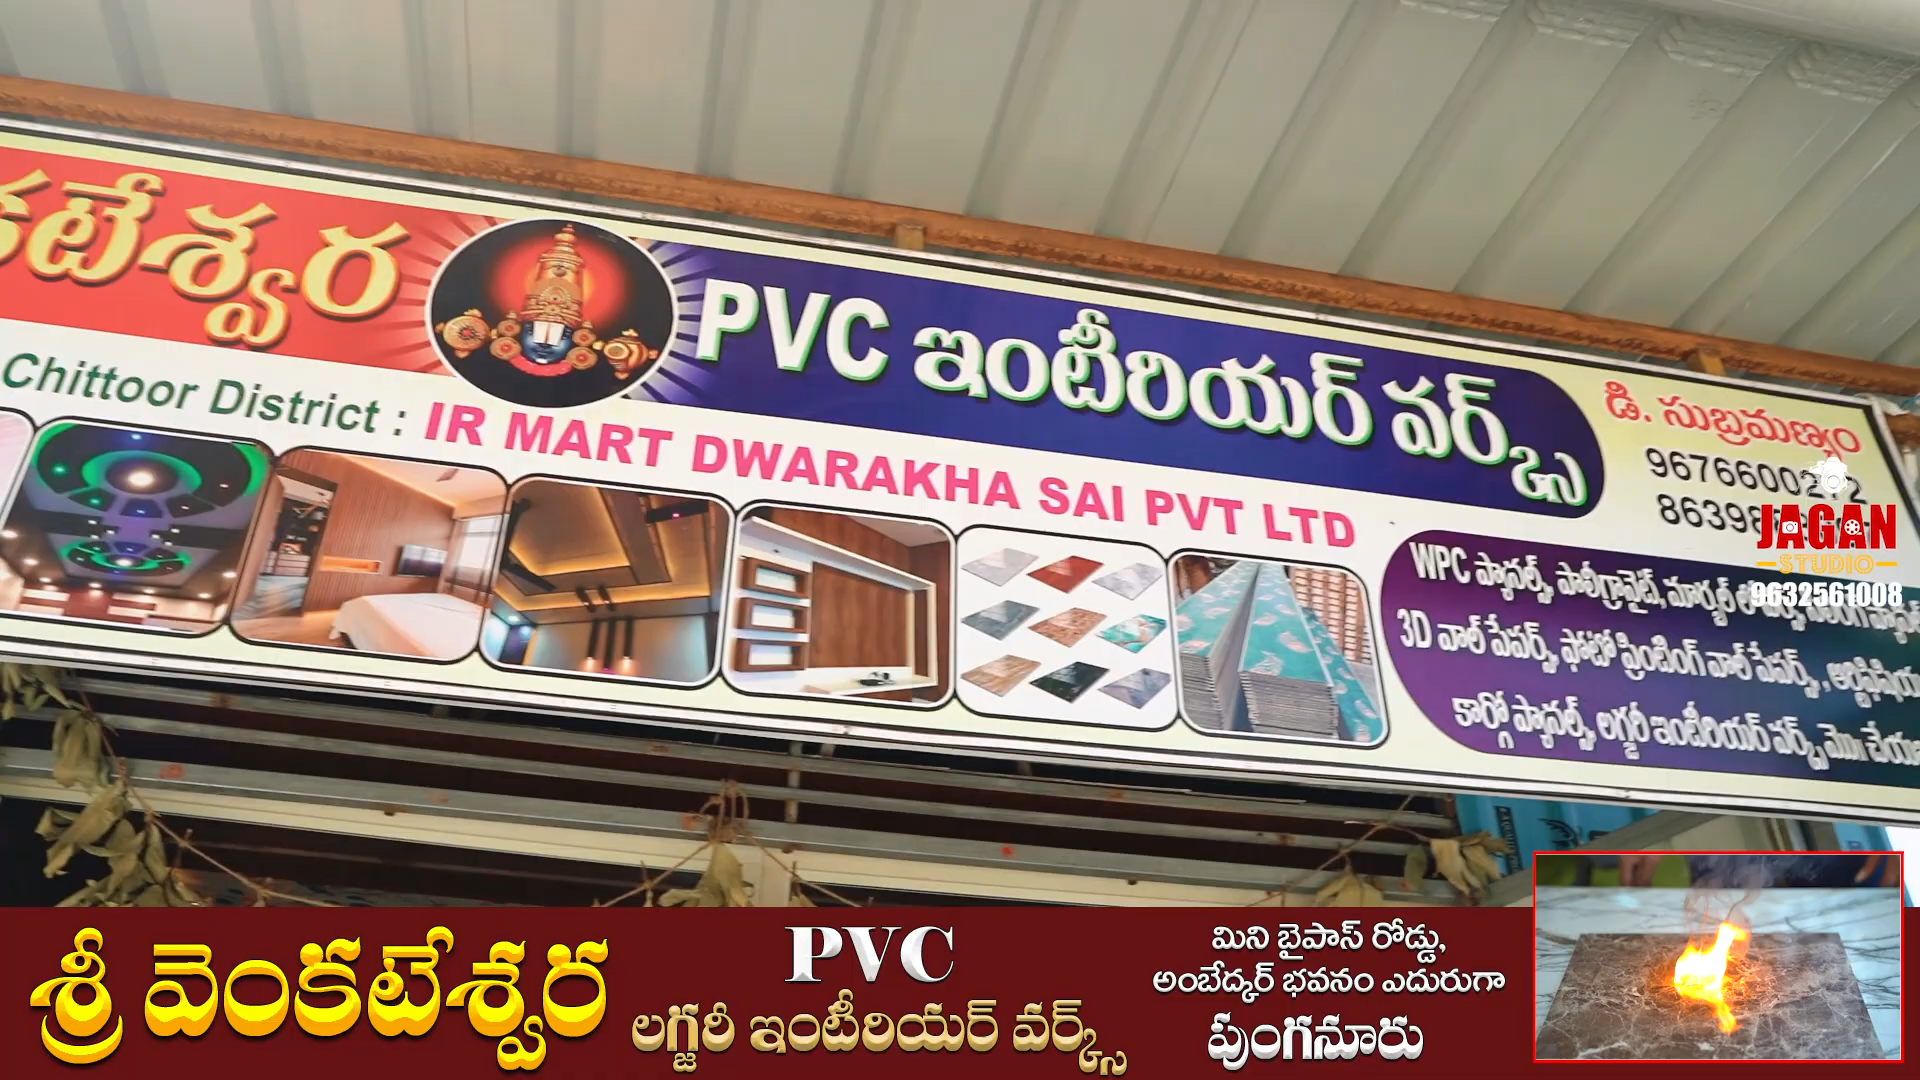 కటేశ్వర
PVC ఇంటీరియర్ వర్క్స్
డి. సుబ్రమణ్యం
Chittoor District : IR MART DWARAKHA SAI PVT LTD
JAGAN
STUDIO
9632561008
WPC ప్యానల్స్, పాలీగ్రానైట్, మార్బుల్
3D వాల్ పేపర్స్, ఫోటో ప్రింటింగ్ వాల్ పేపర్స్,
కార్గో ప్యానల్స్, లగ్జరీ ఇంటీరియర్ వర్క్స్
శ్రీ వెంకటేశ్వర
PVC
లగ్జరీ ఇంటీరియర్ వర్క్స్
మిని బైపాస్ రోడ్డు,
అంబేద్కర్ భవనం ఎదురుగా
పుంగనూరు